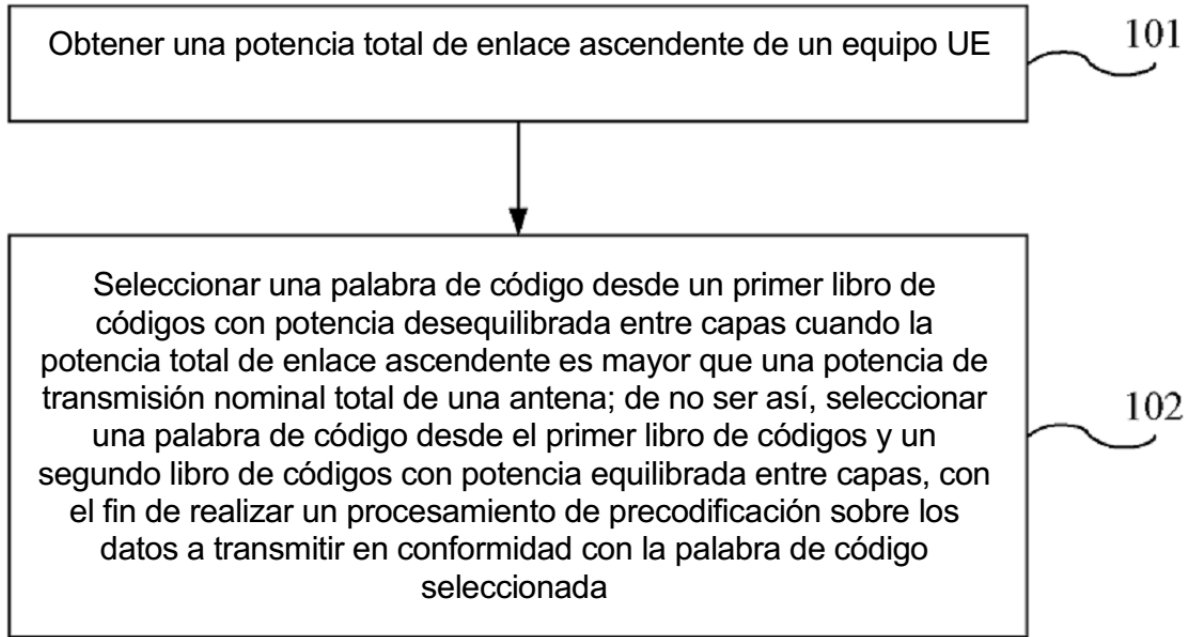 Obtener una potencia total de enlace ascendente de un equipo UE
101
Seleccionar una palabra de código desde un primer libro de
códigos con potencia desequilibrada entre capas cuando la
potencia total de enlace ascendente es mayor que una potencia de
transmisión nominal total de una antena; de no ser así, seleccionar
una palabra de código desde el primer libro de códigos y un
segundo libro de códigos con potencia equilibrada entre capas, con
el fin de realizar un procesamiento de precodificación sobre los
datos a transmitir en conformidad con la palabra de código
seleccionada
102